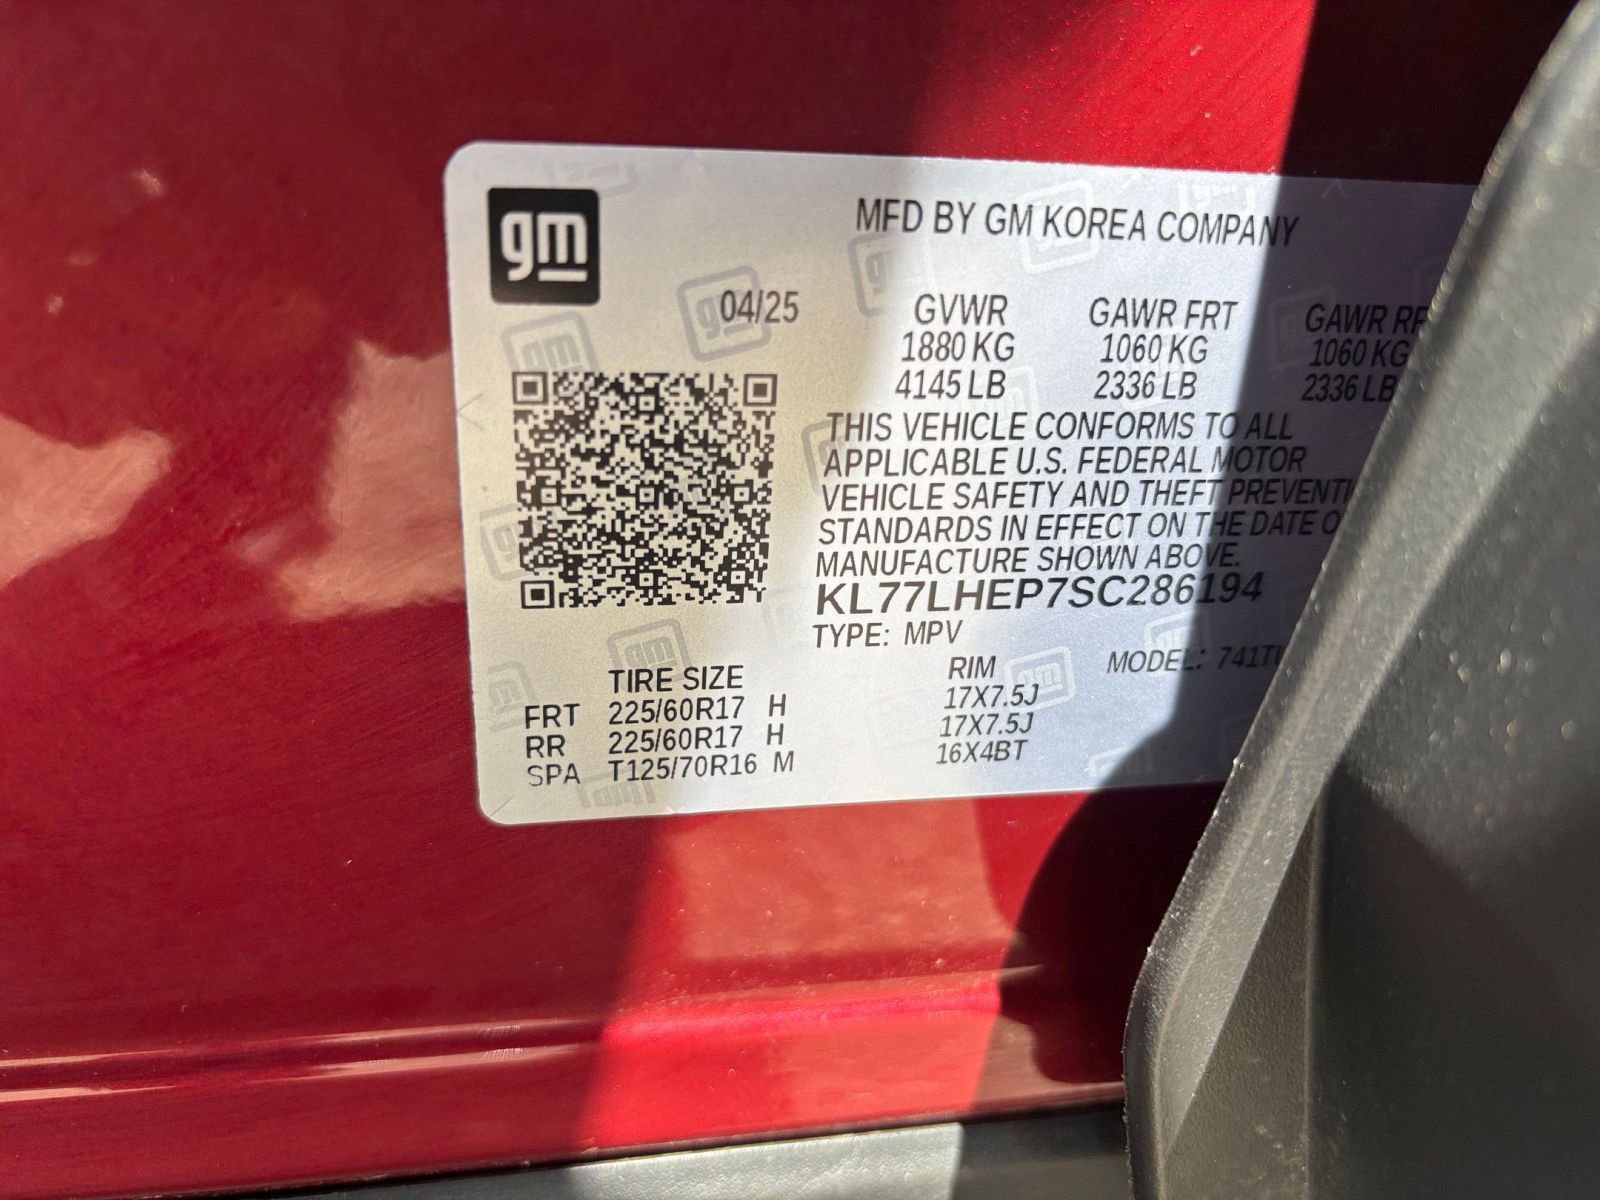 gm
MFD BY GM KOREA COMPANY
04/25 GVWR GAWR FRT GAWR
1880 KG 1060 KG 1060 KG
4145 LB 2336 LB 2336 LB
THIS VEHICLE CONFORMS TO ALL
APPLICABLE U.S. FEDERAL MOTOR
VEHICLE SAFETY AND THEFT PREVENTI
STANDARDS IN EFFECT ON THE DATE O
MANUFACTURE SHOWN ABOVE.
KL77LHEP7SC286194
TYPE: MPV MODEL: 741T
TIRE SIZE RIM
FRT 225/60R17 H 17X7.5J
RR 225/60R17 H 17X7.5J
SPA T125/70R16 M 16X4BT